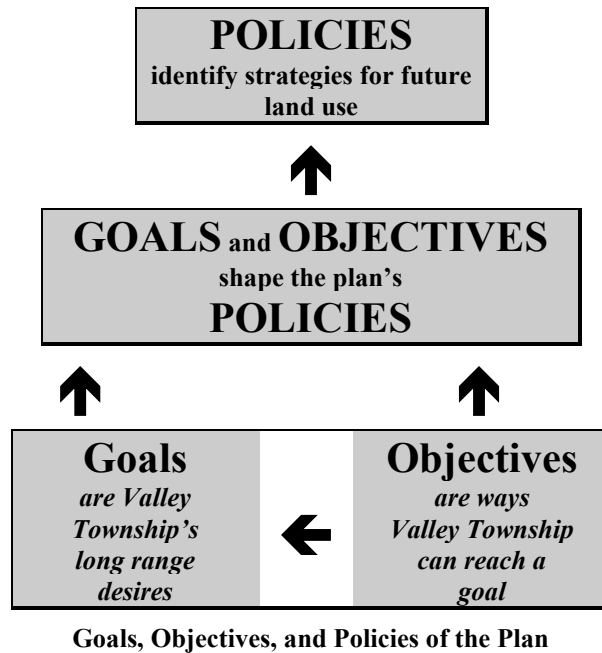 POLICIES
identify strategies for future
land use
GOALS and OBJECTIVES
shape the plan’s
POLICIES
Goals
are Valley
Township’s
long range
desires
Objectives
are ways
Valley Township
can reach a
goal
Goals, Objectives, and Policies of the Plan